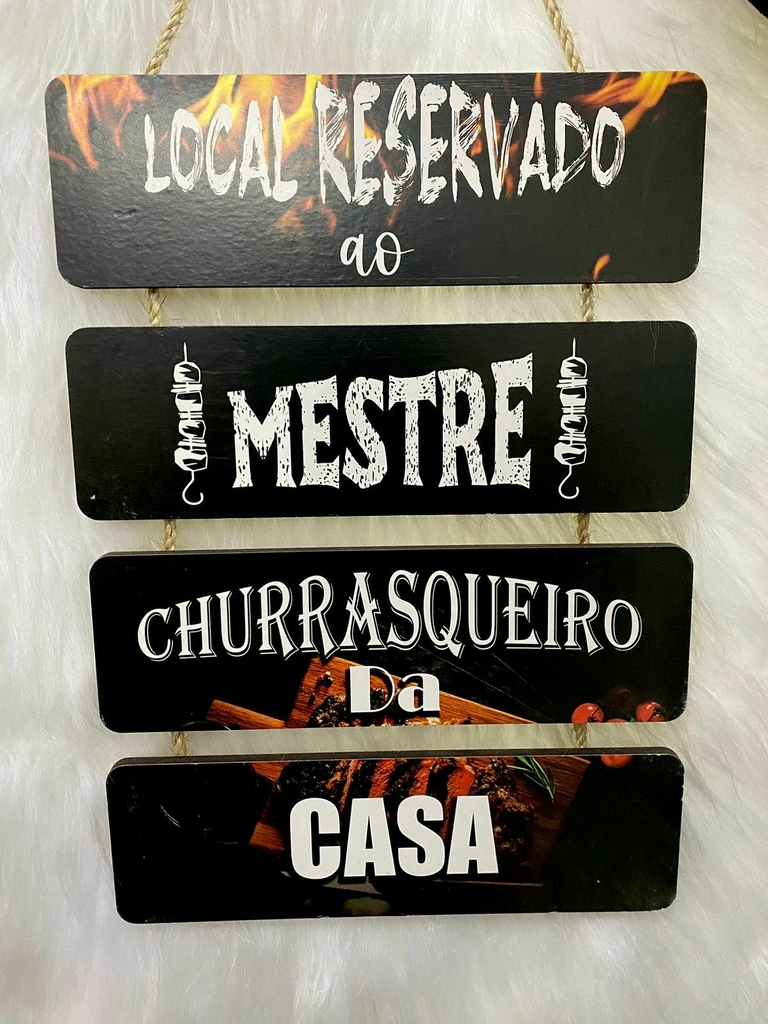 LOCAL RESERVADO
ao
MESTRE
CHURRASQUEIRO
Da
CASA